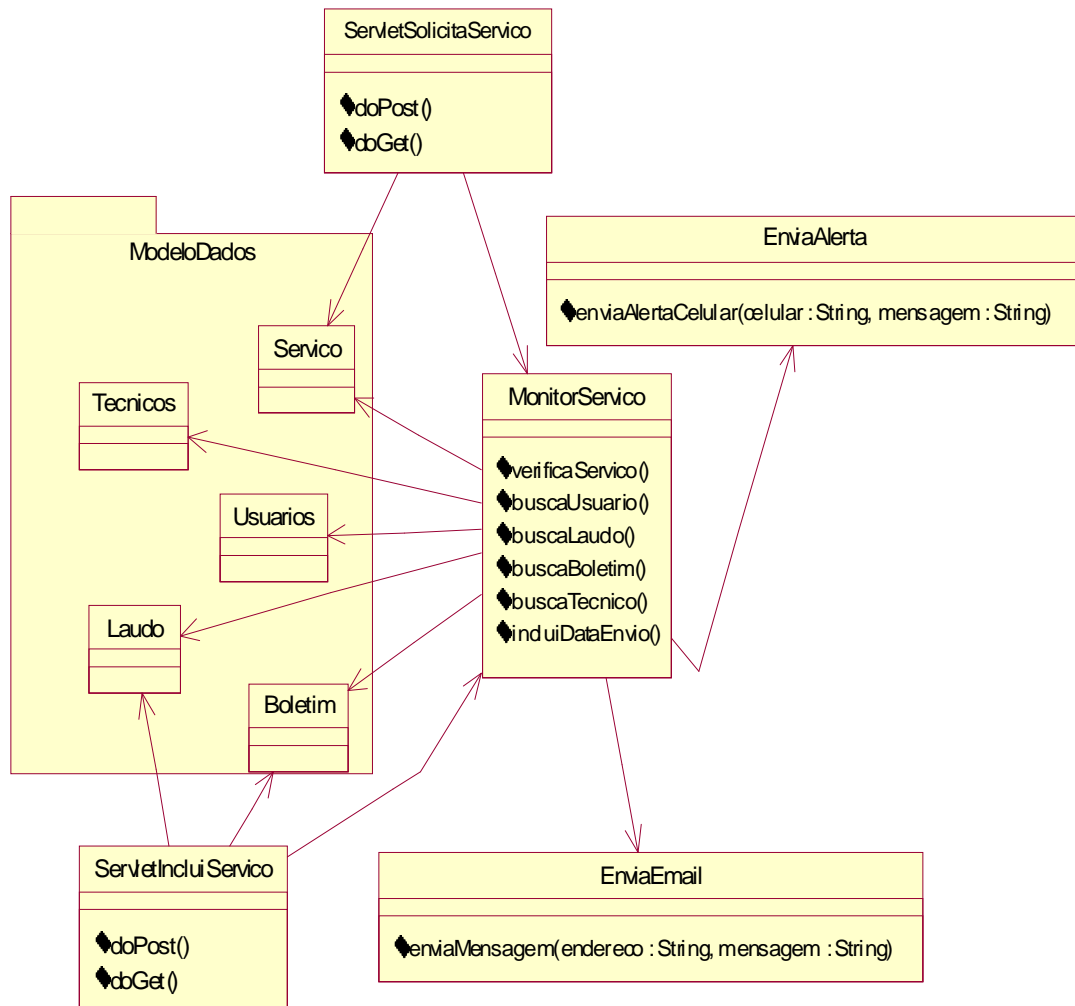 ServletSolicitaServico
doPost()
doGet()
ModeloDados
EnviaAlerta
enviaAlertaCelular(celular : String, mensagem : String)
Servico
Tecnicos
MonitorServico
verificaServico()
buscaUsuario()
buscaLaudo()
buscaBoletim()
buscaTecnico()
incluiDataEnvio()
Usuarios
Laudo
Boletim
ServletIncluiServico
doPost()
doGet()
EnviaEmail
enviaMensagem(endereco : String, mensagem : String)